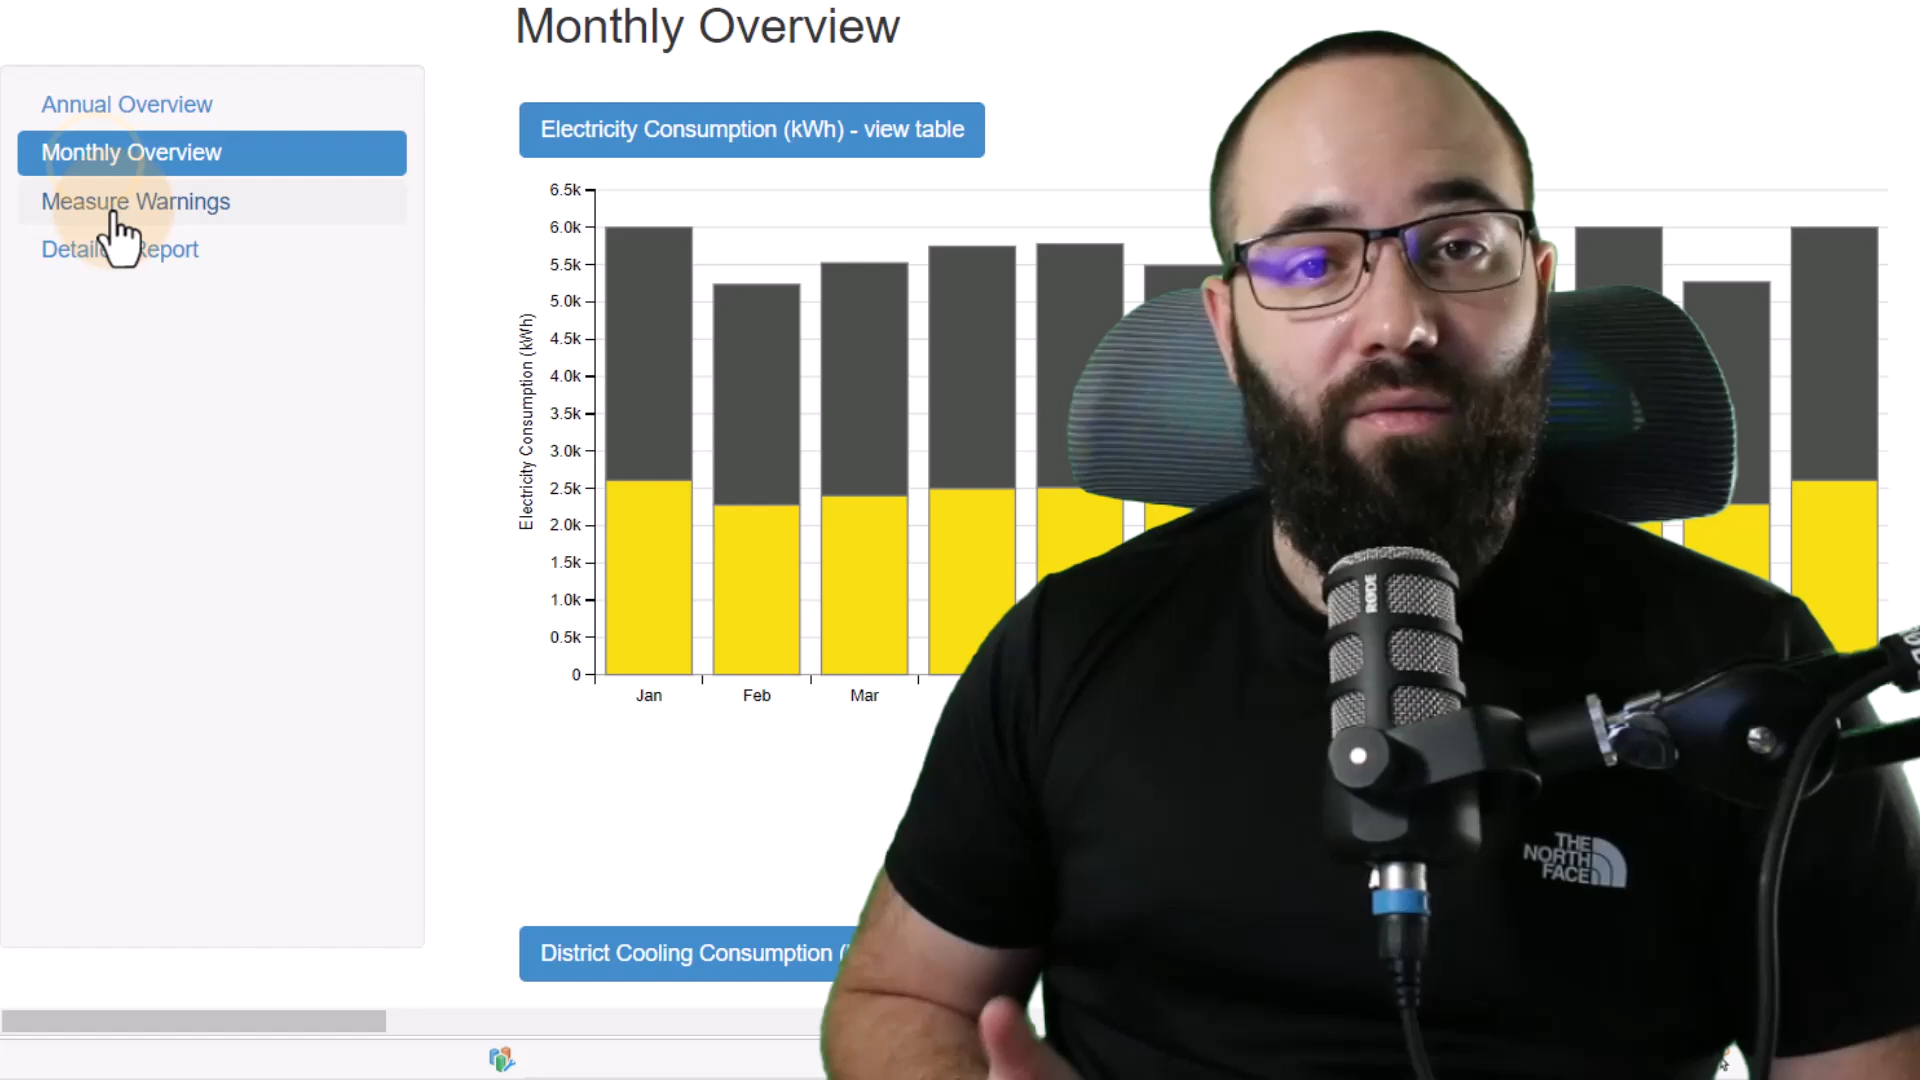 Monthly Overview
Annual Overview
Monthly Overview
Measure Warnings
Report
Electricity Consumption (kWh) - view table
Electricity Consumption (kWh)
6.5k
6.0k
5.5k
5.0k
4.5k
4.0k
3.5k
3.0k
2.5k
2.0k
1.5k
1.0k
0.5k
0
Jan
Feb
Mar
District Cooling Consumption (
RØDE
THE
NORTH
FACE